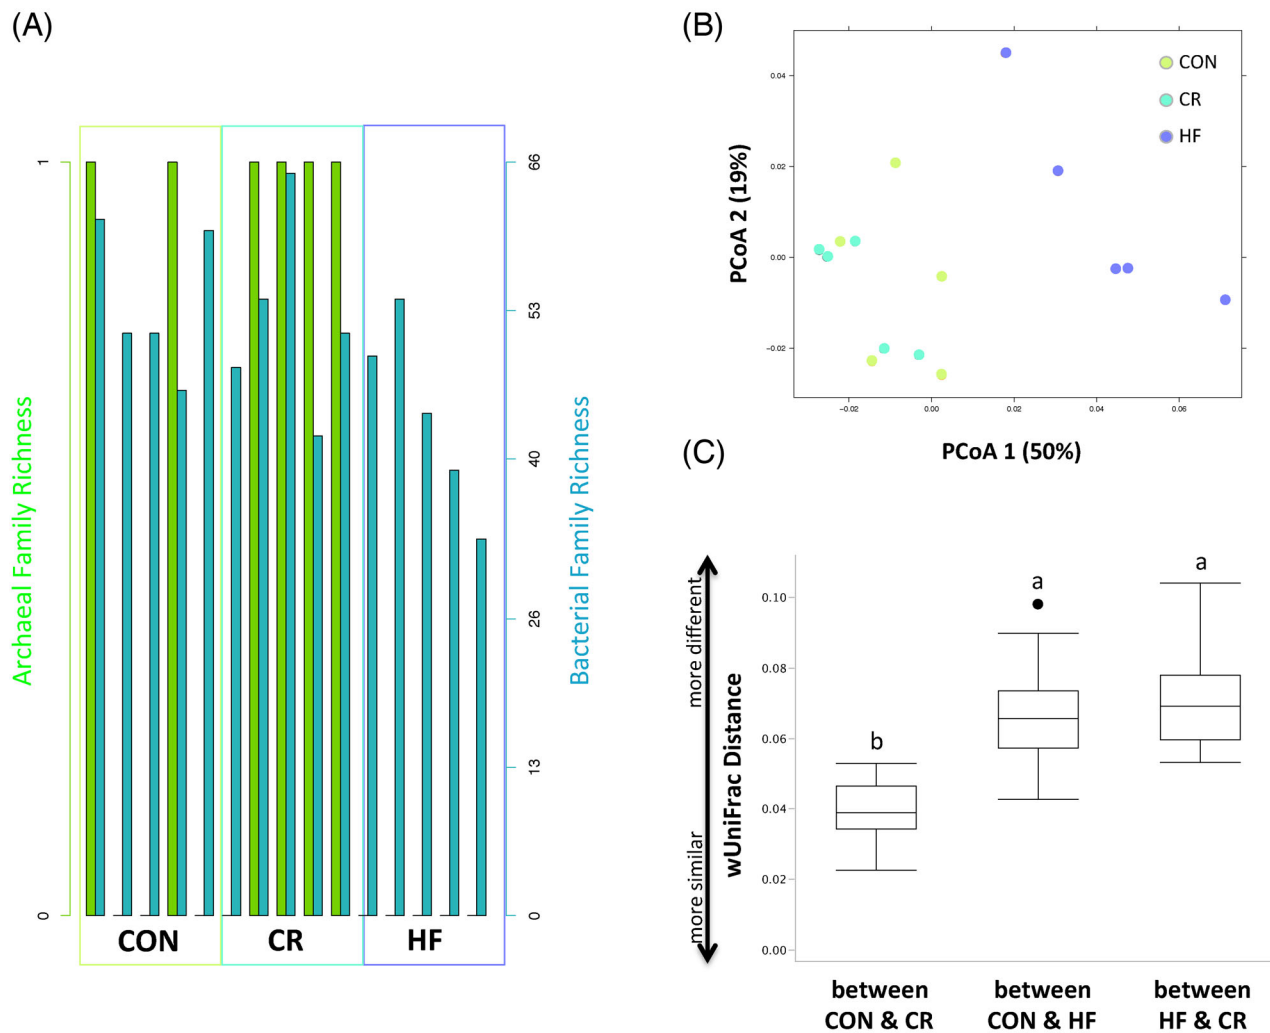 (A)
Archaeal Family Richness
1
0
66
53
40
26
13
0
Bacterial Family Richness
CON
CR
HF
(B)
PCoA 2 (19%)
0.04
0.02
0.00
−0.02
CON
CR
HF
−0.02
0.00
0.02
0.04
0.06
PCoA 1 (50%)
(C)
more different
more similar
wUniFrac Distance
0.10
0.08
0.06
0.04
0.02
0.00
b
a
a
between
CON & CR
between
CON & HF
between
HF & CR